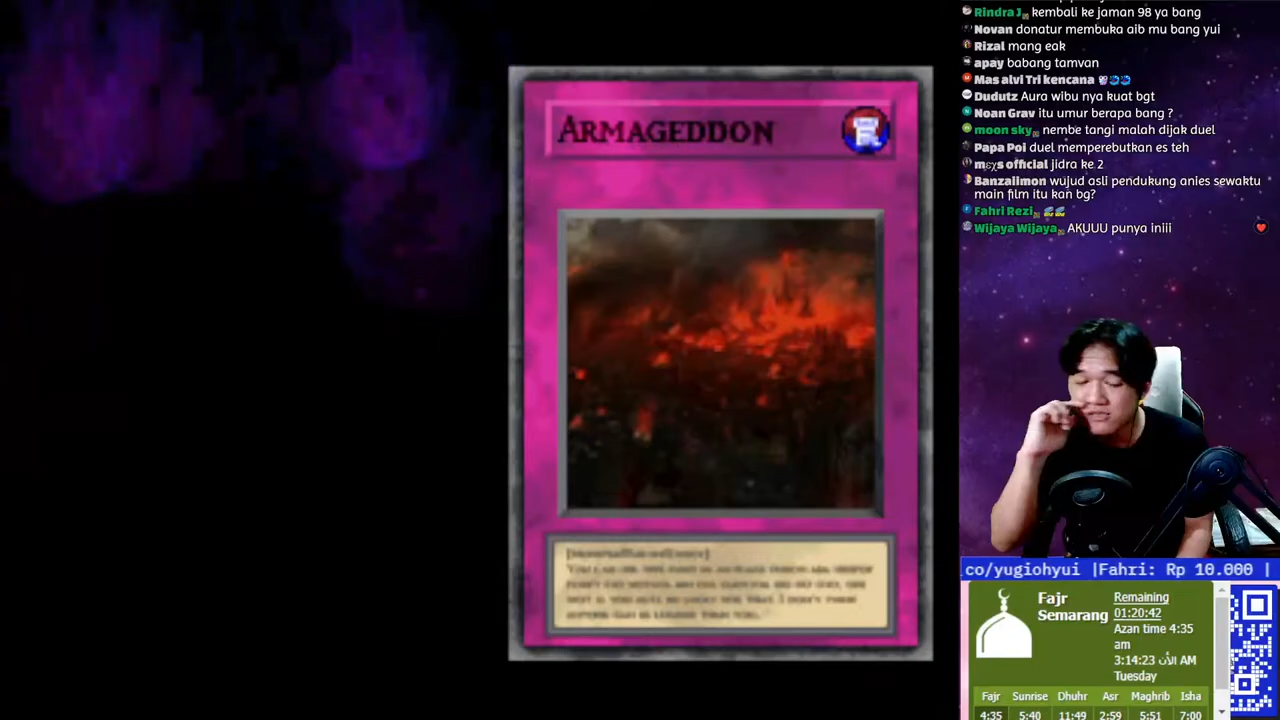 ARMAGEDDON
Rindra J. kembali ke jaman 98 ya bang
Novan donatur membuka aib mu bang yui
Rizal mang eak
apay babang tamvan
Mas alvi Tri kencana
Dudutz Aura wibu nya kuat bgt
Noan Grav itu umur berapa bang ?
moon sky nembe tangi malah dijak duel
Papa Poi duel memperebutkan es teh
official jidra ke 2
Banzalimon wujud asli pendukung anies sewaktu
main film itu kan bg?
Fahri Rezi
Wijaya Wijaya AKUUU punya iniii
co/yugiohyui |Fahri: Rp 10.000 |
Fajr
Semarang
Remaining
01:20:42
Azan time 4:35
am
3:14:23 الآن AM
Tuesday
Fajr Sunrise Dhuhr Asr Maghrib Isha
4:35 5:40 11:49 2:59 5:51 7:00